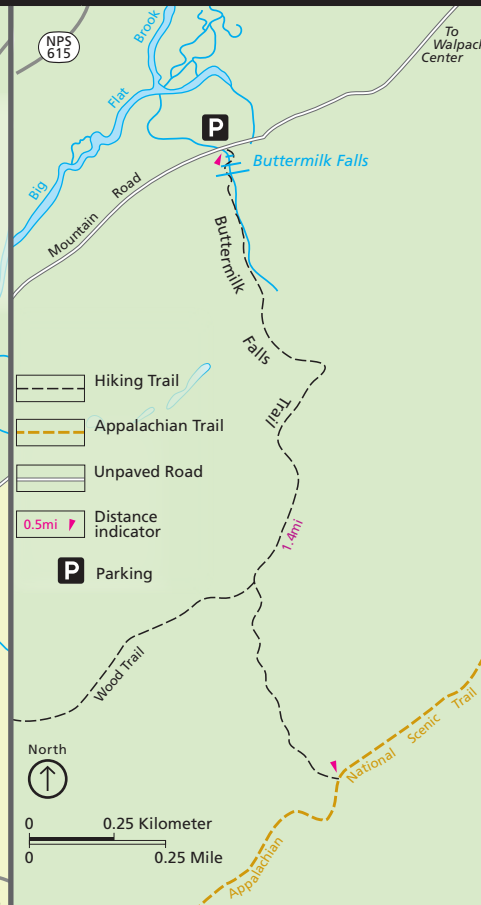 NPS
615
Brook
Flat
Big
To
Walpack
Center
P
Buttermilk Falls
Mountain Road
Buttermilk
Falls
Trail
Hiking Trail
Appalachian Trail
Unpaved Road
0.5mi
Distance
indicator
P
Parking
1.4mi
Wood Trail
North
0
0.25 Kilometer
0
0.25 Mile
Appalachian
National Scenic Trail